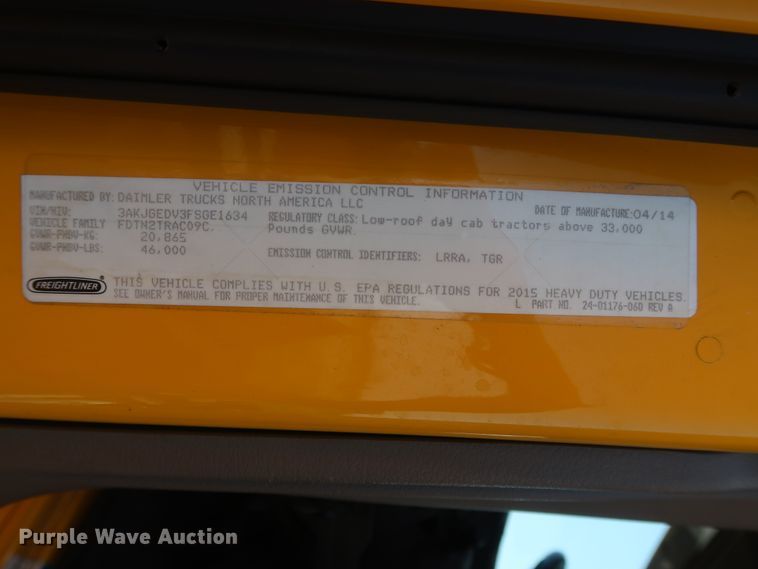 VEHICLE EMISSION CONTROL INFORMATION
MANUFACTURED BY: DAIMLER TRUCKS NORTH AMERICA LLC DATE OF MANUFACTURE: 04/14
VIN/NIV: 3AKJGEDV3FSGE1634 REGULATORY CLASS: Low-roof day cab tractors above 33,000
VEHICLE FAMILY FDTN2TRAC09C. Pounds GVWR.
GVWR-PNBV-KG: 20,865
GVWR-PNBV-LBS: 46,000 EMISSION CONTROL IDENTIFIERS: LRRA, TGR
FREIGHTLINER THIS VEHICLE COMPLIES WITH U.S. EPA REGULATIONS FOR 2015 HEAVY DUTY VEHICLES.
SEE OWNER'S MANUAL FOR PROPER MAINTENANCE OF THIS VEHICLE. L PART NO. 24-01176-060 REV A
Purple Wave Auction